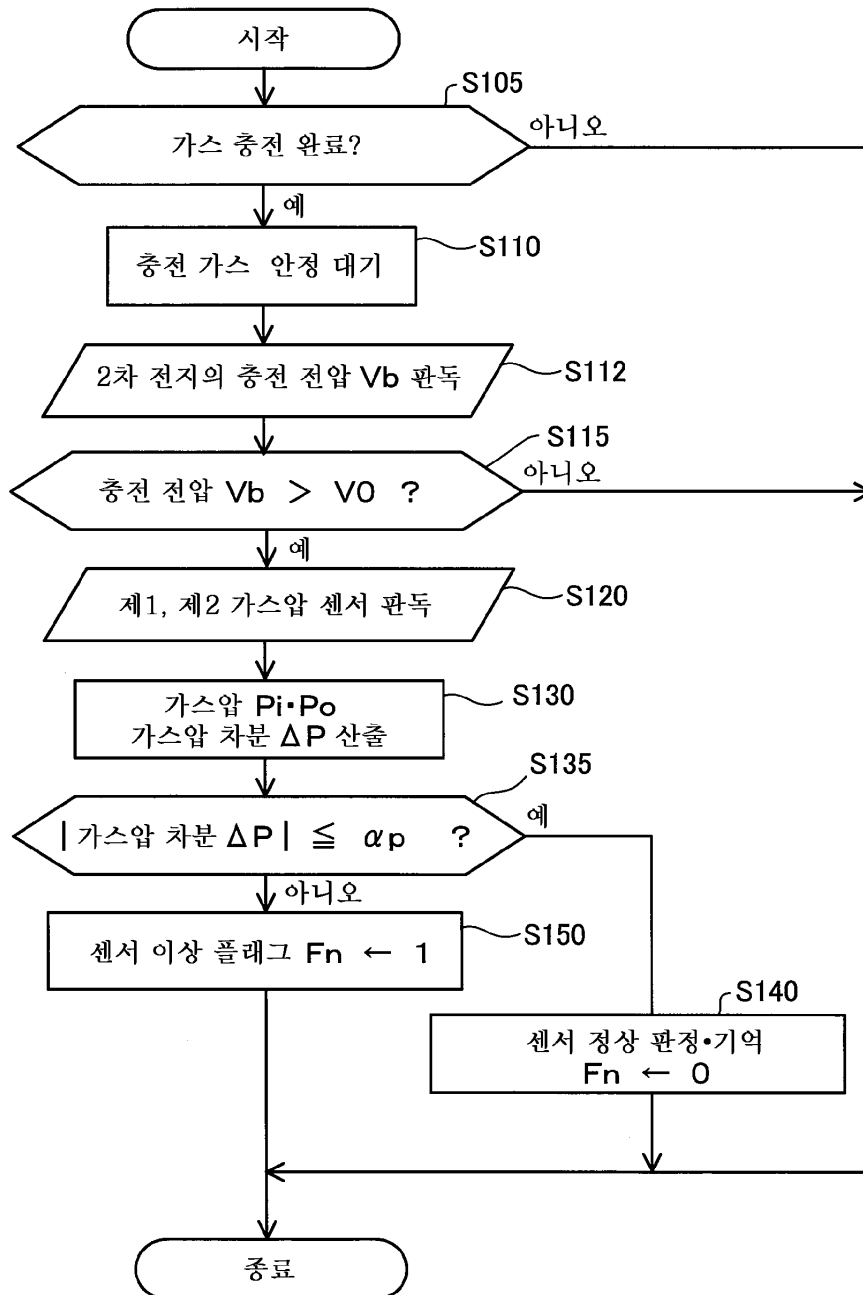 시작
S105
가스 충전 완료?
아니오
예
S110
충전 가스 안정 대기
2차 전지의 충전 전압 Vb 판독
S112
S115
충전 전압 Vb > V0 ?
아니오
예
제1, 제2 가스압 센서 판독
S120
S130
가스압 Pi·Po
가스압 차분 ΔP 산출
S135
|가스압 차분 ΔP| ≦ αp ?
예
아니오
센서 이상 플래그 Fn ← 1
S150
S140
센서 정상 판정·기억
Fn ← 0
종료